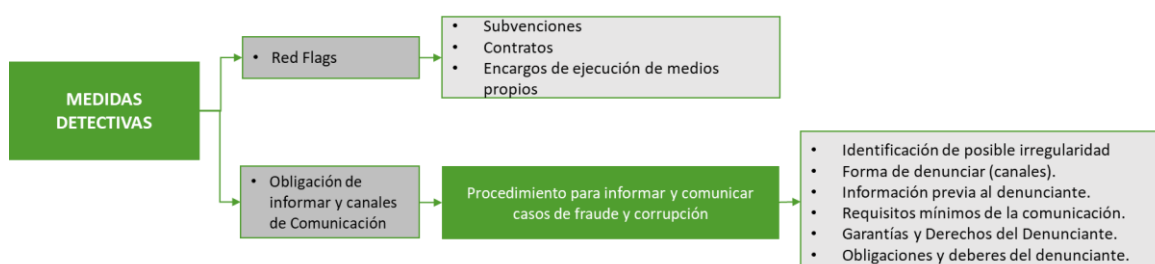 MEDIDAS
DETECTIVAS
• Red Flags
• Subvenciones
• Contratos
• Encargos de ejecución de medios
propios
• Obligación de
informar y canales
de Comunicación
Procedimiento para informar y comunicar
casos de fraude y corrupción
• Identificación de posible irregularidad
• Forma de denunciar (canales).
• Información previa al denunciante.
• Requisitos mínimos de la comunicación.
• Garantías y Derechos del Denunciante.
• Obligaciones y deberes del denunciante.